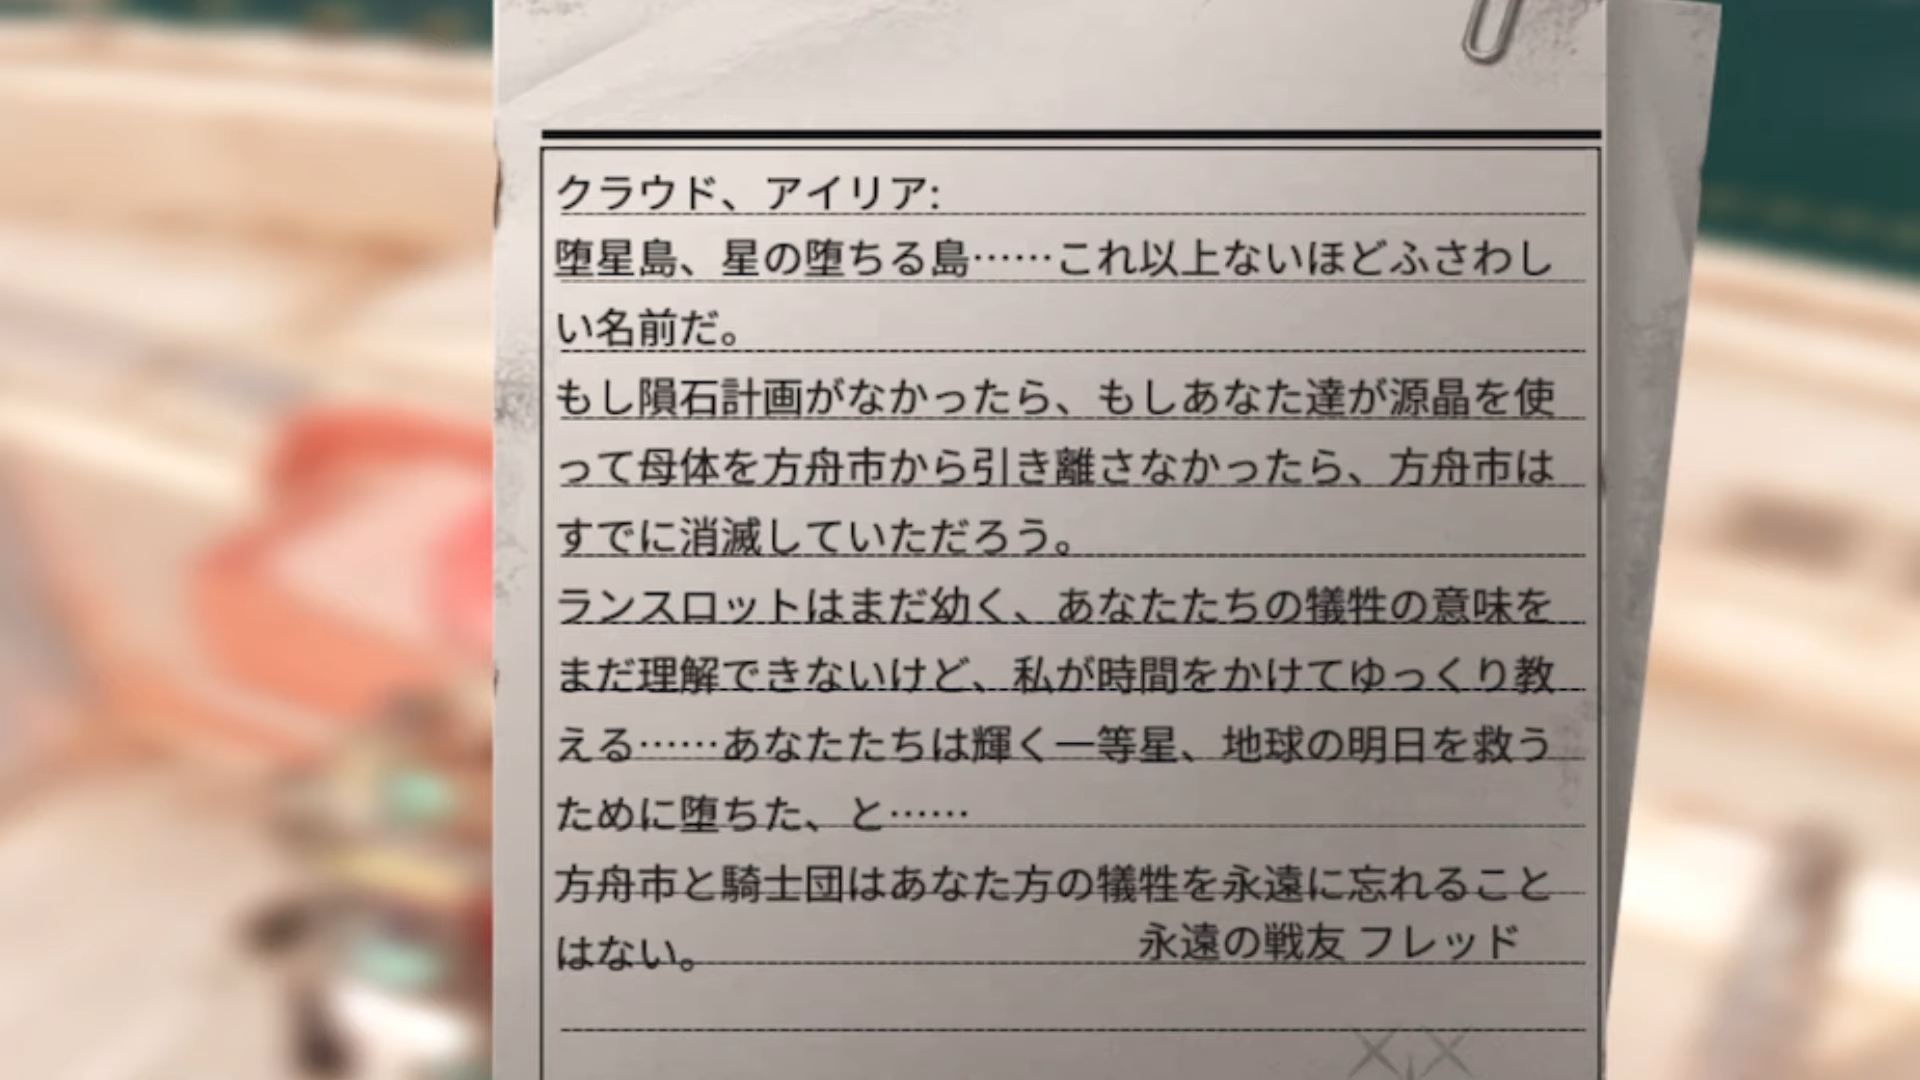 クラウド、アイリア:
堕星島、星の堕ちる島……これ以上ないほどふさわし
い名前だ。
もし隕石計画がなかったら、もしあなた達が源晶を使
って母体を方舟市から引き離さなかったら、方舟市は
すでに消滅していただろう。
ランスロットはまだ幼く、あなたたちの犠牲の意味を
まだ理解できないけど、私が時間をかけてゆっくり教
える……あなたたちは輝く一等星、地球の明日を救う
ために堕ちた、と……
方舟市と騎士団はあなた方の犠牲を永遠に忘れること
はない。
永遠の戦友 フレッド